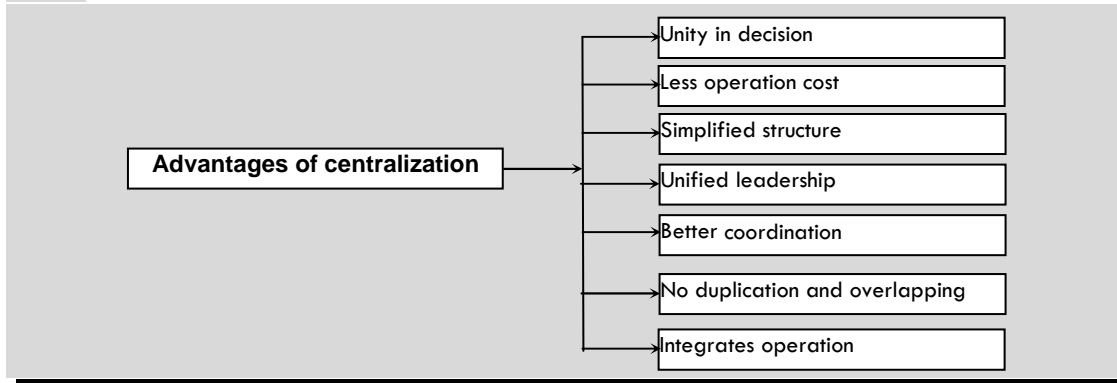 Advantages of centralization
Unity in decision
Less operation cost
Simplified structure
Unified leadership
Better coordination
No duplication and overlapping
Integrates operation